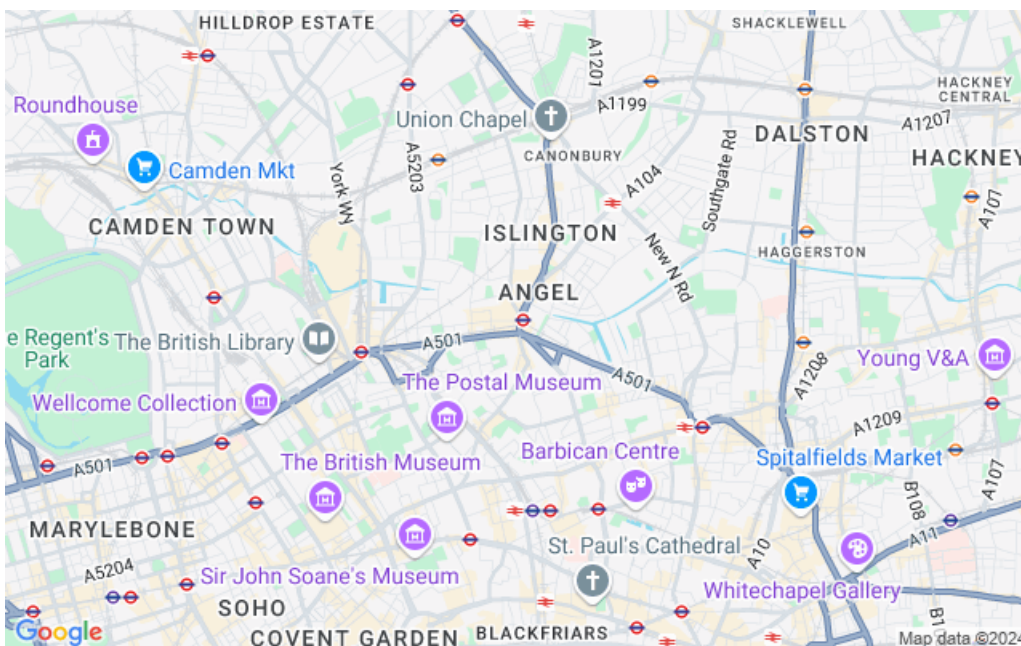 HILLDROP ESTATE
SHACKLEWELL
A1201
HACKNEY
CENTRAL
Roundhouse
A1199
Union Chapel
A1207
DALSTON
CANONBURY
A5203
HACKNEY
Camden Mkt
York Wy
A104
Southgate Rd
A107
CAMDEN TOWN
ISLINGTON
New N Rd
HAGGERSTON
ANGEL
e Regent's
Park
The British Library
A501
Young V&A
A1208
The Postal Museum
A501
Wellcome Collection
A1209
Barbican Centre
Spitalfields Market
A501
The British Museum
A107
B108
MARYLEBONE
A11
St. Paul's Cathedral
A10
A5204
Sir John Soane's Museum
Whitechapel Gallery
SOHO
B10
Google
COVENT GARDEN
BLACKFRIARS
Map data ©2024